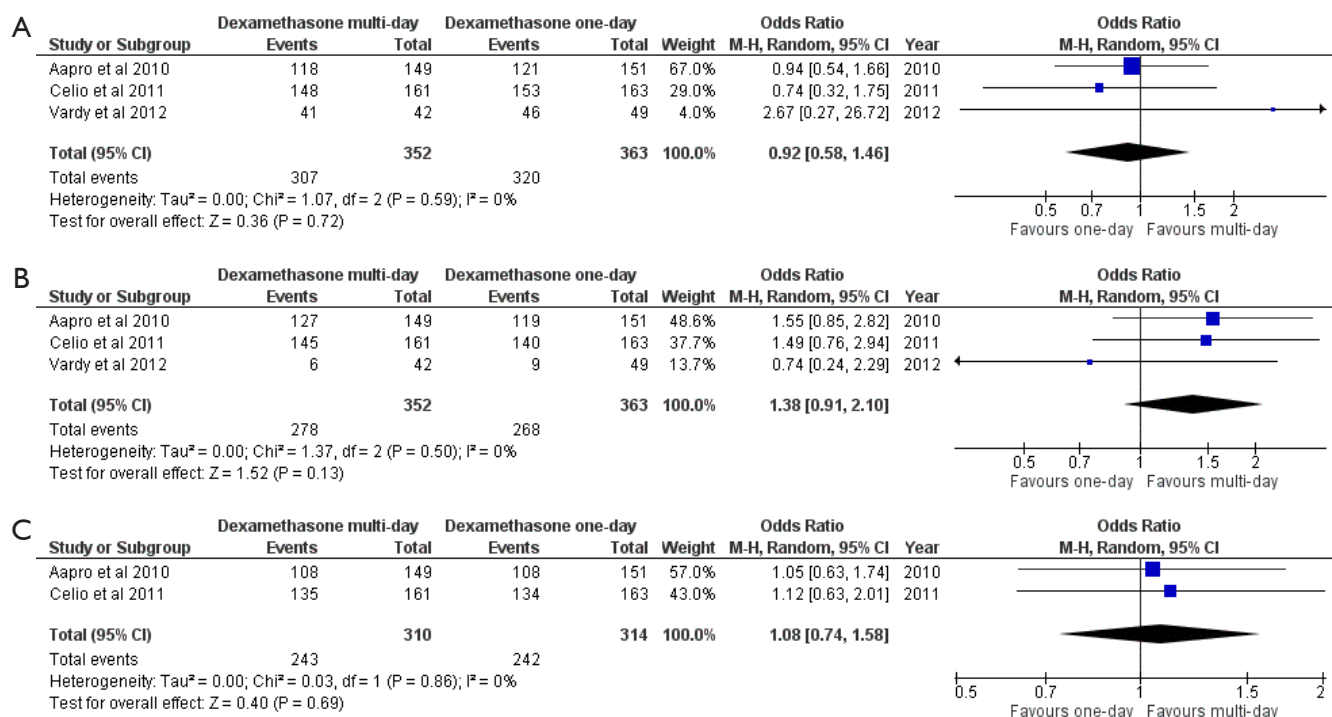 A
Dexamethasone multi-day Dexamethasone one-day Odds Ratio Odds Ratio
Study or Subgroup Events Total Events Total Weight M-H, Random, 95% CI Year M-H, Random, 95% CI
Aapro et al 2010 118 149 121 151 67.0% 0.94 [0.54, 1.66] 2010
Celio et al 2011 148 161 153 163 29.0% 0.74 [0.32, 1.75] 2011
Vardy et al 2012 41 42 46 49 4.0% 2.67 [0.27, 26.72] 2012
Total (95% CI) 352 363 100.0% 0.92 [0.58, 1.46]
Total events 307 320
Heterogeneity: Tau² = 0.00; Chi² = 1.07, df = 2 (P = 0.59); I² = 0%
Test for overall effect: Z = 0.36 (P = 0.72)
0.5 0.7 1 1.5 2
Favours one-day Favours multi-day
B
Dexamethasone multi-day Dexamethasone one-day Odds Ratio Odds Ratio
Study or Subgroup Events Total Events Total Weight M-H, Random, 95% CI Year M-H, Random, 95% CI
Aapro et al 2010 127 149 119 151 48.6% 1.55 [0.85, 2.82] 2010
Celio et al 2011 145 161 140 163 37.7% 1.49 [0.76, 2.94] 2011
Vardy et al 2012 6 42 9 49 13.7% 0.74 [0.24, 2.29] 2012
Total (95% CI) 352 363 100.0% 1.38 [0.91, 2.10]
Total events 278 268
Heterogeneity: Tau² = 0.00; Chi² = 1.37, df = 2 (P = 0.50); I² = 0%
Test for overall effect: Z = 1.52 (P = 0.13)
0.5 0.7 1 1.5 2
Favours one-day Favours multi-day
C
Dexamethasone multi-day Dexamethasone one-day Odds Ratio Odds Ratio
Study or Subgroup Events Total Events Total Weight M-H, Random, 95% CI Year M-H, Random, 95% CI
Aapro et al 2010 108 149 108 151 57.0% 1.05 [0.63, 1.74] 2010
Celio et al 2011 135 161 134 163 43.0% 1.12 [0.63, 2.01] 2011
Total (95% CI) 310 314 100.0% 1.08 [0.74, 1.58]
Total events 243 242
Heterogeneity: Tau² = 0.00; Chi² = 0.03, df = 1 (P = 0.86); I² = 0%
Test for overall effect: Z = 0.40 (P = 0.69)
0.5 0.7 1 1.5 2
Favours one-day Favours multi-day